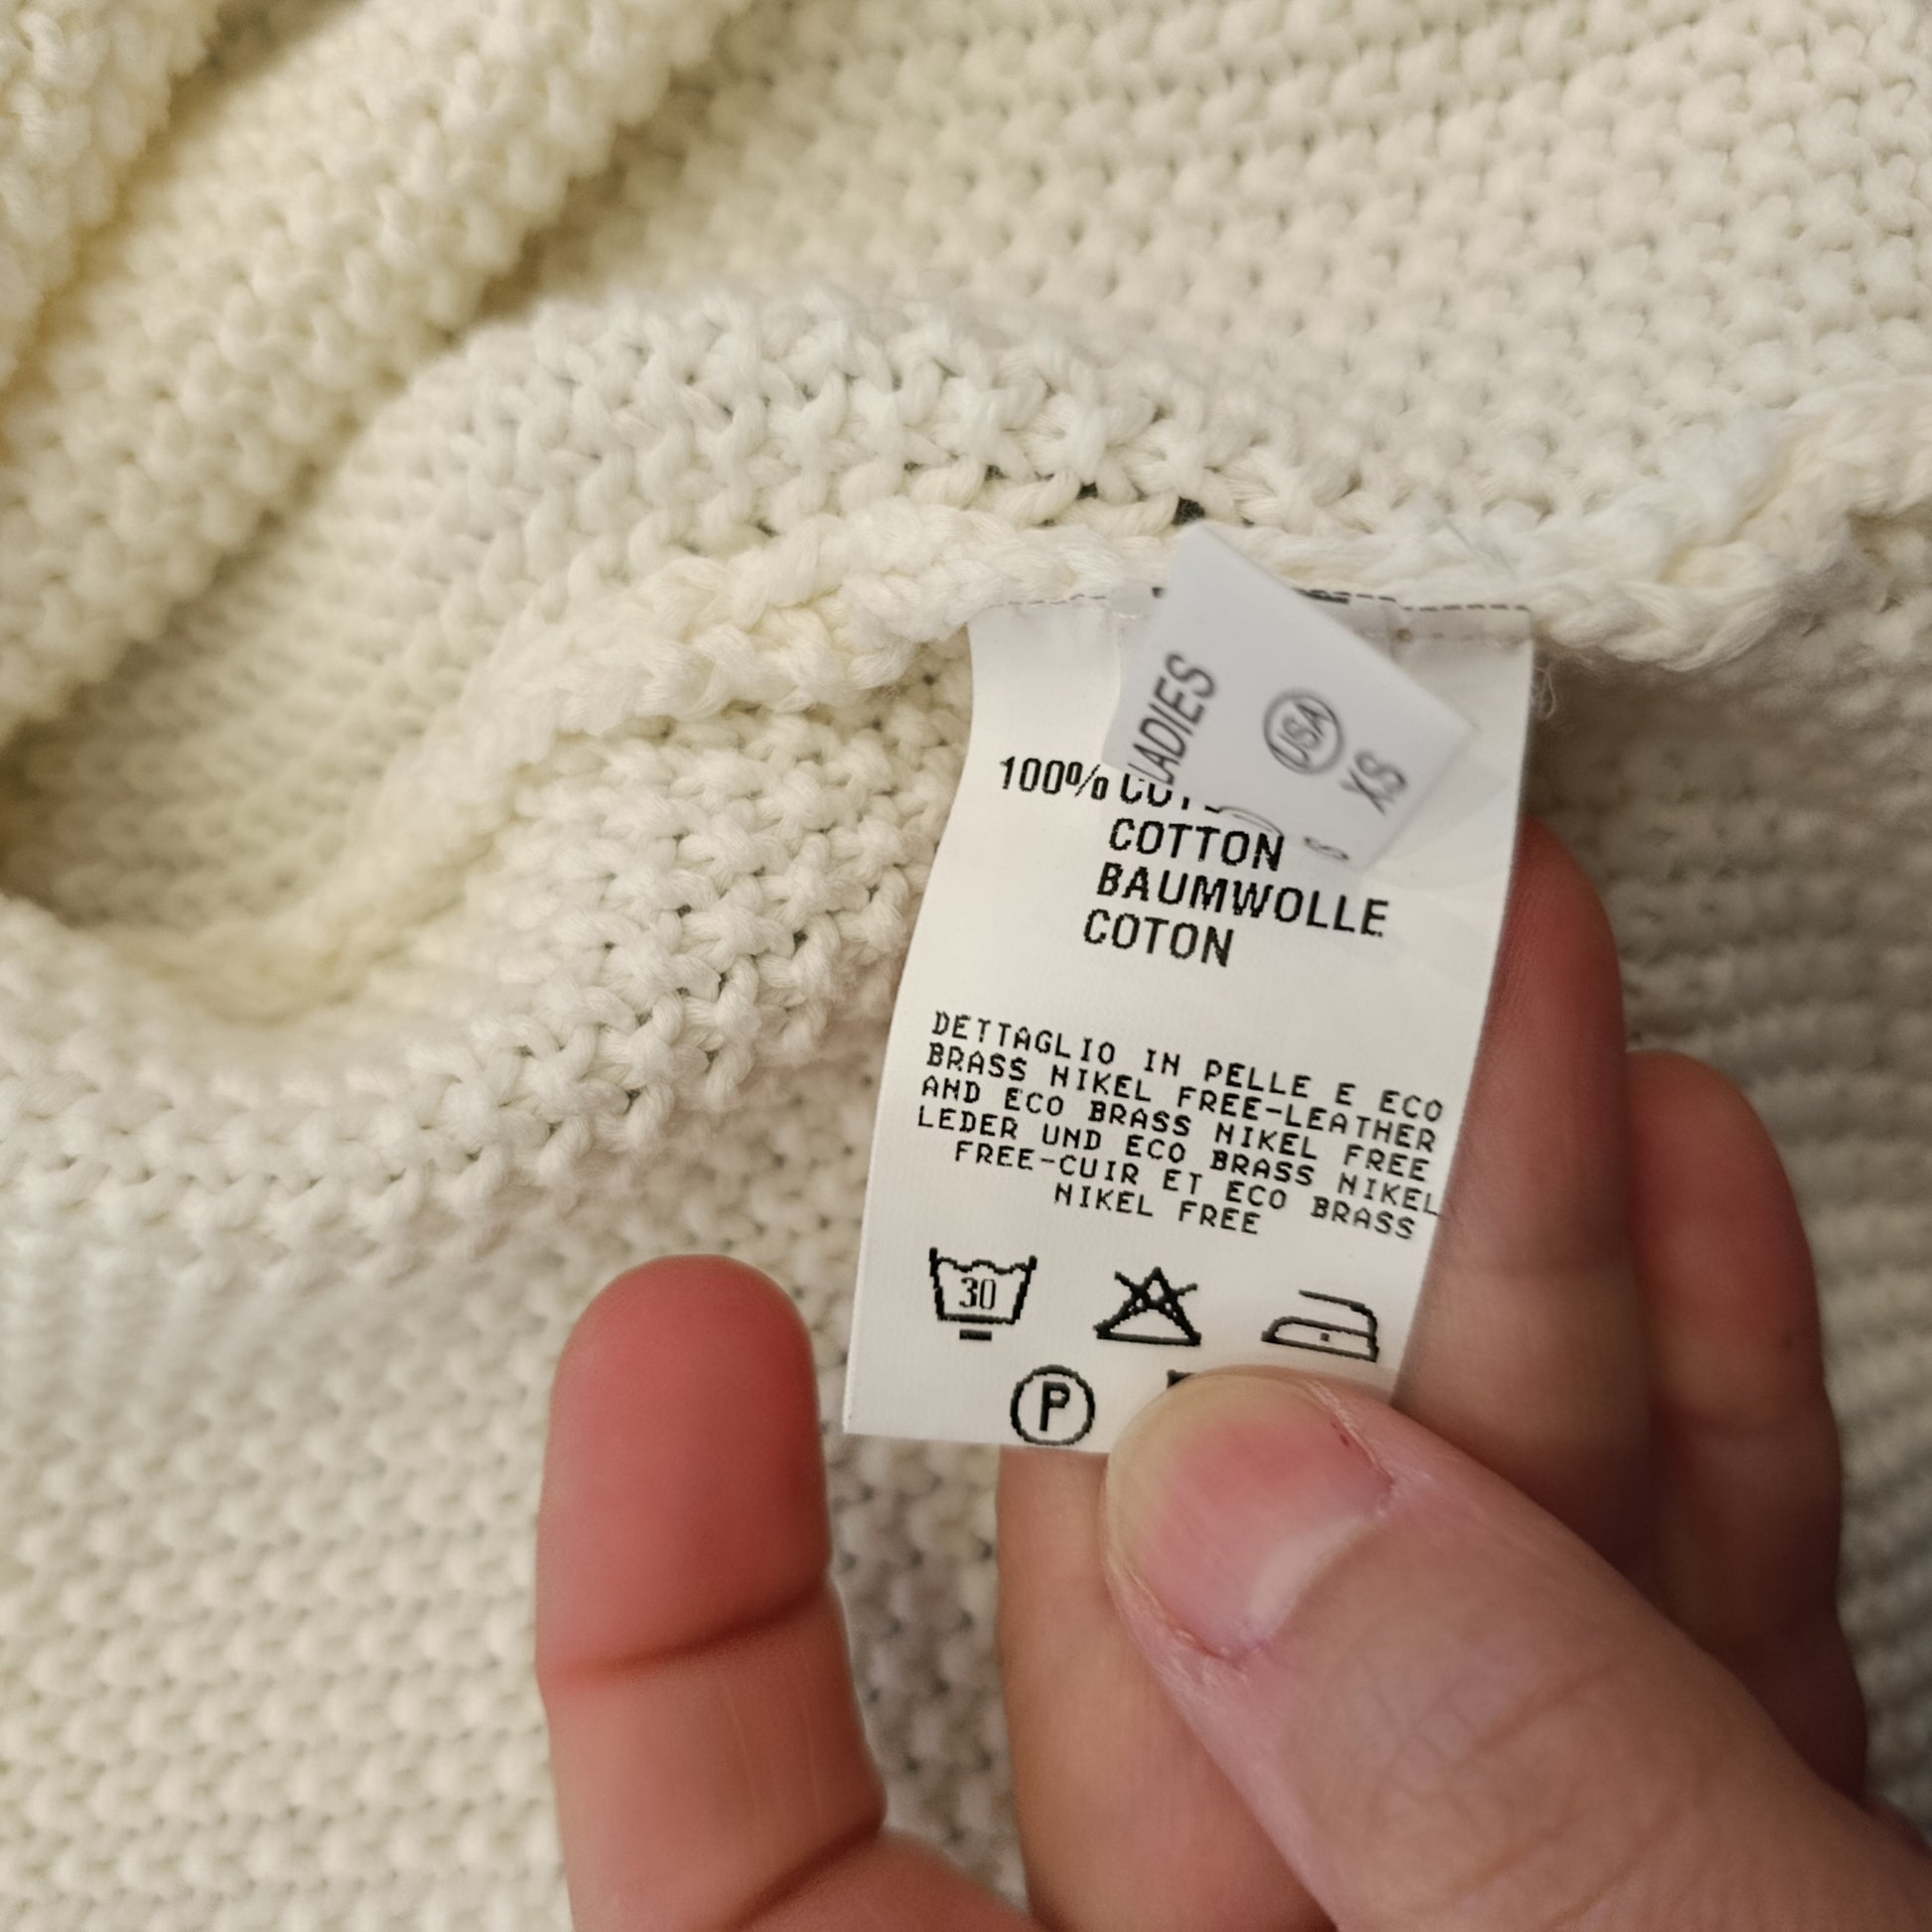 LADIES
USA
XS
100%
COTTON
BAUMWOLLE
COTON
DETTAGLIO IN PELLE E ECO
BRASS NIKEL FREE-LEATHER
AND ECO BRASS NIKEL FREE
LEDER UND ECO BRASS NIKEL
FREE-CUIR ET ECO BRASS
NIKEL FREE
30
P